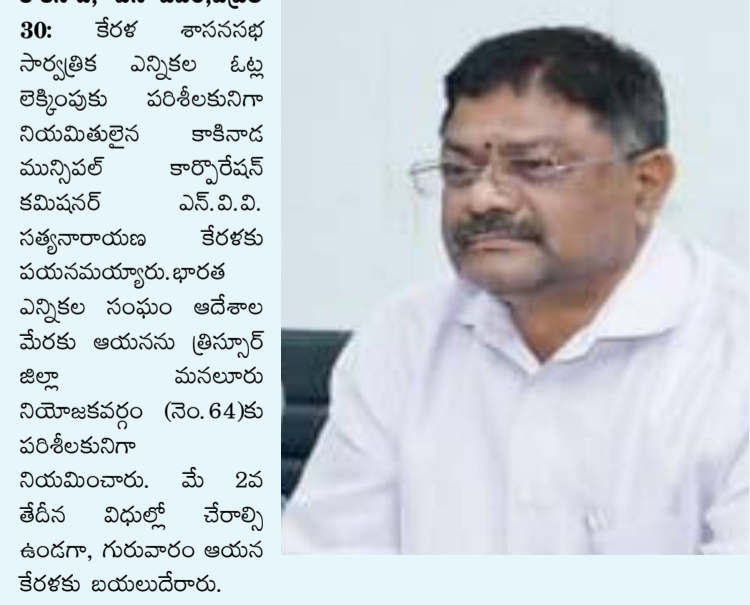 30: కేరళ శాసనసభ
సార్వత్రిక ఎన్నికల ఓట్ల
లెక్కింపుకు పరిశీలకునిగా
నియమితులైన కాకినాడ
మున్సిపల్ కార్పొరేషన్
కమిషనర్ ఎన్.వి.వి.
సత్యనారాయణ కేరళకు
పయనమయ్యారు.భారత
ఎన్నికల సంఘం ఆదేశాల
మేరకు ఆయనను త్రిస్సూర్
జిల్లా మనలూరు
నియోజకవర్గం (నెం.64)కు
పరిశీలకునిగా
నియమించారు. మే 2వ
తేదీన విధుల్లో చేరాల్సి
ఉండగా, గురువారం ఆయన
కేరళకు బయలుదేరారు.